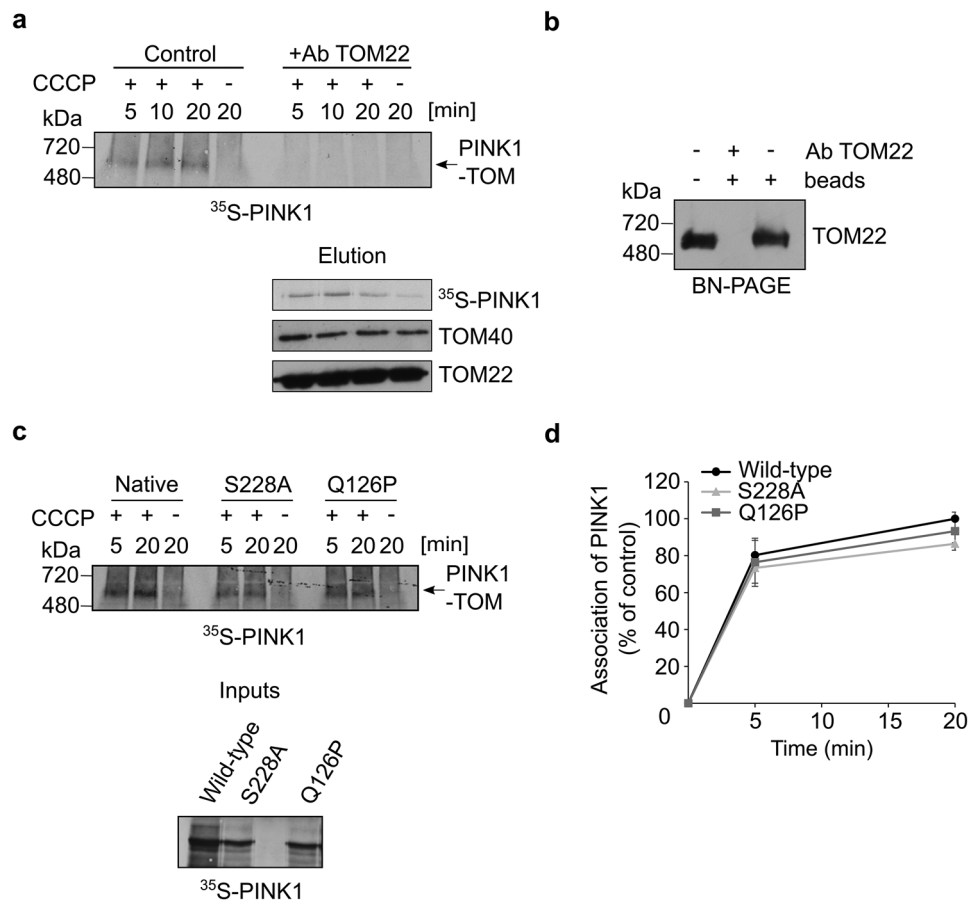 a
Control +Ab TOM22
CCCP + + + - + + + -
kDa 5 10 20 20 5 10 20 20 [min]
720
480
PINK1
-TOM
35S-PINK1
Elution
35S-PINK1
TOM40
TOM22
b
- + - Ab TOM22
kDa - + + beads
720
480
TOM22
BN-PAGE
c
Native S228A Q126P
CCCP + + - + + - + + -
kDa 5 20 20 5 20 20 5 20 20 [min]
720
480
PINK1
-TOM
35S-PINK1
Inputs
Wild-type
S228A
Q126P
35S-PINK1
d
Wild-type
S228A
Q126P
Association of PINK1
(% of control)
120
100
80
60
40
20
0
5 10 15 20
Time (min)